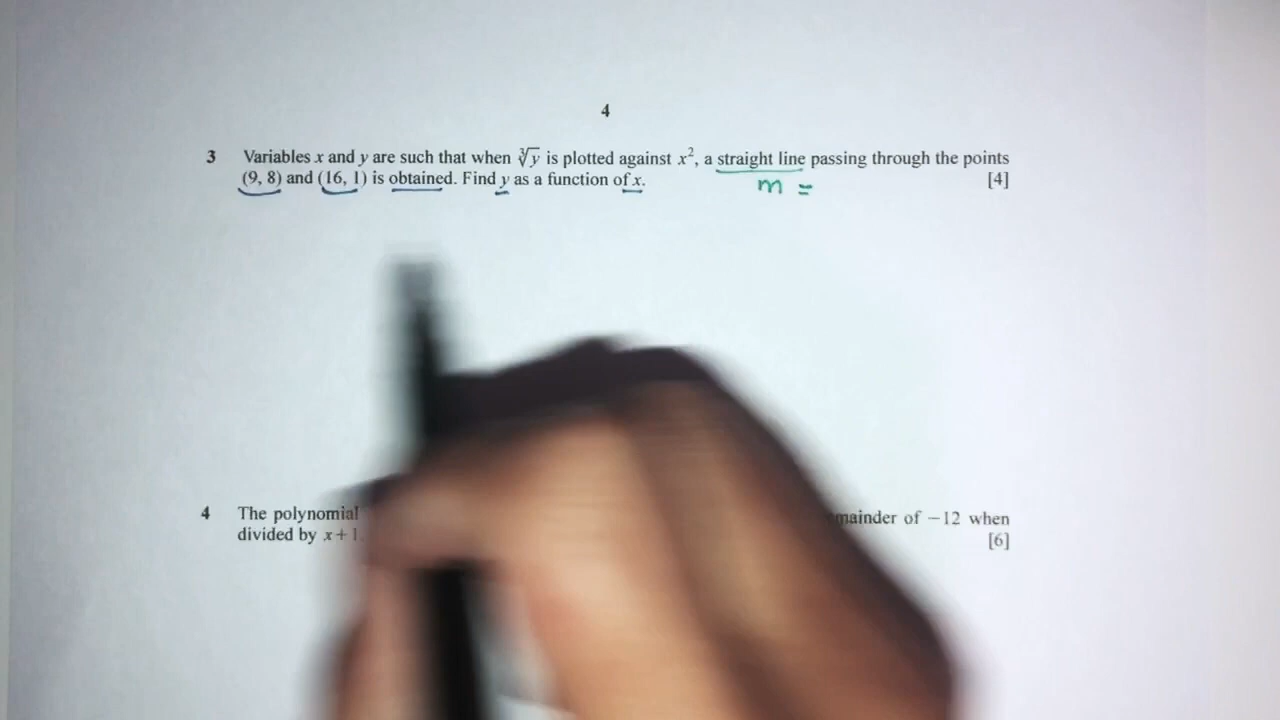 4
3 Variables x and y are such that when ∛y is plotted against x², a straight line passing through the points
(9, 8) and (16, 1) is obtained. Find y as a function of x. [4]
m =
4 The polynomial mainder of −12 when
divided by x + 1. [6]